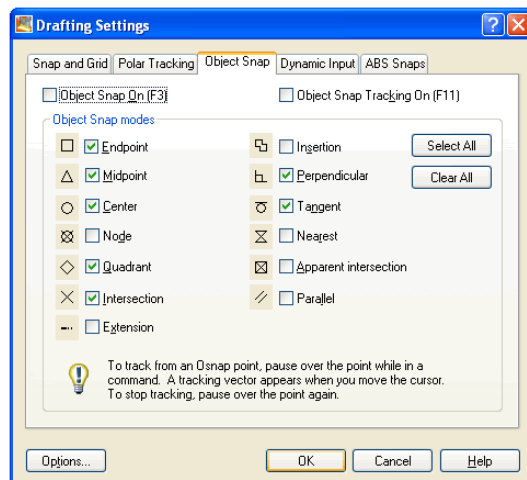 Drafting Settings
Snap and Grid Polar Tracking Object Snap Dynamic Input ABS Snaps
Object Snap On (F3) Object Snap Tracking On (F11)
Object Snap modes
Endpoint Insertion Select All
Midpoint Perpendicular Clear All
Center Tangent
Node Nearest
Quadrant Apparent intersection
Intersection Parallel
Extension
To track from an Osnap point, pause over the point while in a
command. A tracking vector appears when you move the cursor.
To stop tracking, pause over the point again.
Options... OK Cancel Help